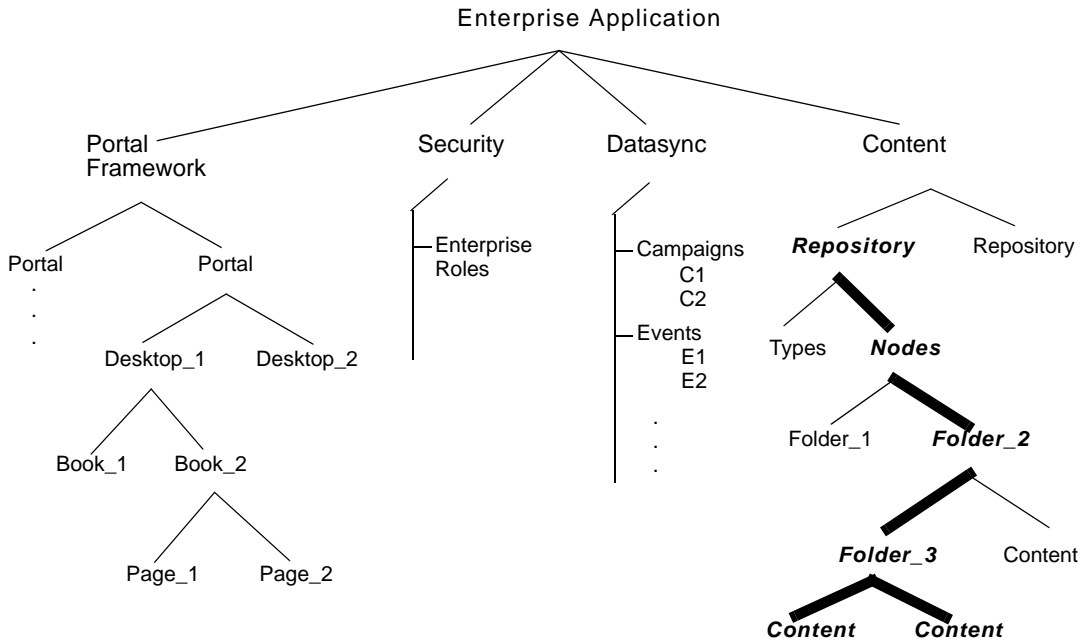 Enterprise Application
Portal
Framework
Security
Datasync
Content
Portal
Portal
Enterprise
Roles
Campaigns
C1
C2
Repository
Repository
.
.
.
Desktop_1
Desktop_2
Events
E1
E2
Types
Nodes
.
.
.
Book_1
Book_2
Folder_1
Folder_2
Page_1
Page_2
Folder_3
Content
Content
Content